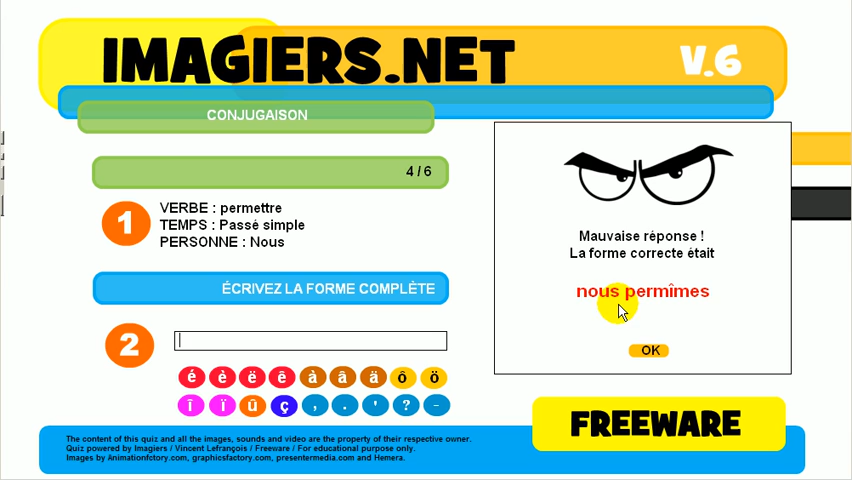 IMAGIERS.NET
V.6
CONJUGAISON
4 / 6
1
VERBE : permettre
TEMPS : Passé simple
PERSONNE : Nous
ÉCRIVEZ LA FORME COMPLÈTE
2
é è ë ê à â ä ô ö
î ï û ç , . ' ? -
Mauvaise réponse !
La forme correcte était
nous permîmes
OK
FREEWARE
The content of this quiz and all the images, sounds and video are the property of their respective owner.
Quiz powered by Imagiers / Vincent Lefrançois / Freeware / For educational purpose only.
Images by Animationfctory.com, graphicsfactory.com, presentermedia.com and Hemera.